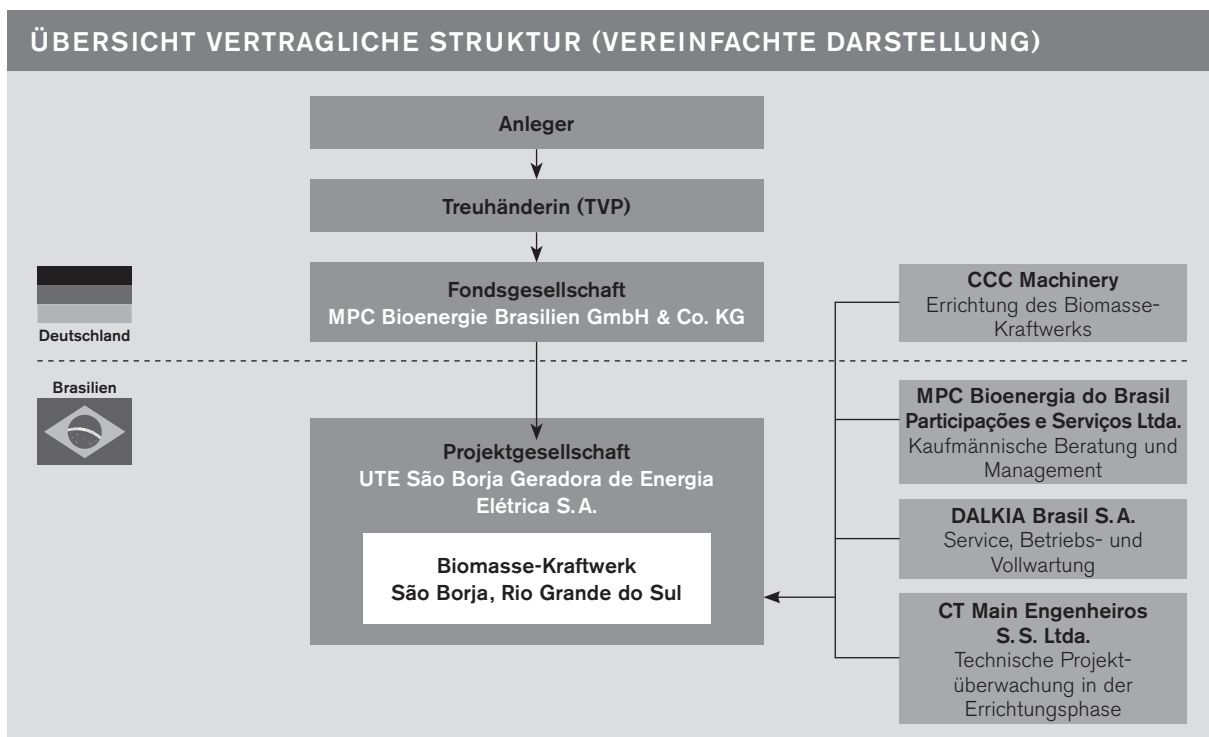 ÜBERSICHT VERTRAGLICHE STRUKTUR (VEREINFACHTE DARSTELLUNG)
Anleger
Treuhänderin (TVP)
Fondsgesellschaft
MPC Bioenergie Brasilien GmbH & Co. KG
Deutschland
CCC Machinery
Errichtung des Biomasse-
Kraftwerks
Brasilien
Projektgesellschaft
UTE São Borja Geradora de Energia
Elétrica S. A.
Biomasse-Kraftwerk
São Borja, Rio Grande do Sul
MPC Bioenergia do Brasil
Participações e Serviços Ltda.
Kaufmännische Beratung und
Management
DALKIA Brasil S. A.
Service, Betriebs- und
Vollwartung
CT Main Engenheiros
S. S. Ltda.
Technische Projekt-
überwachung in der
Errichtungsphase